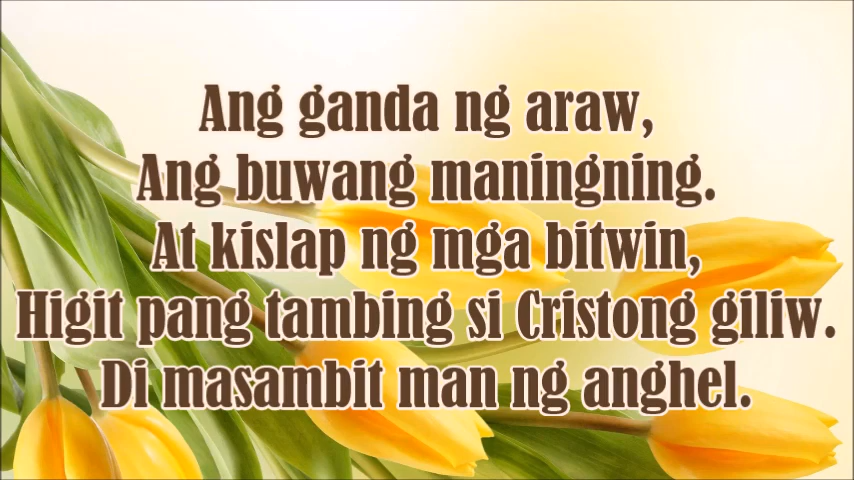 Ang ganda ng araw,
Ang buwang maningning.
At kislap ng mga bitwin,
Higit pang tambing si Cristong giliw.
Di masambit man ng anghel.